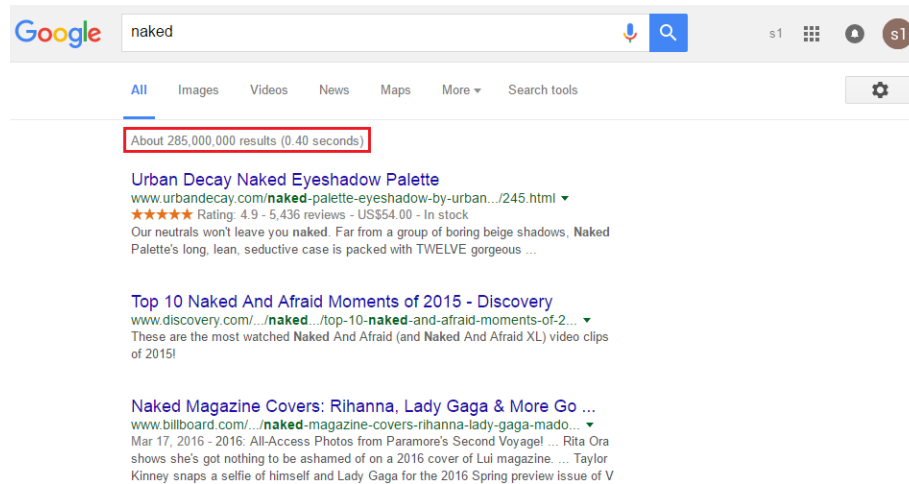 Google naked s1 s1
All Images Videos News Maps More Search tools
About 285,000,000 results (0.40 seconds)
Urban Decay Naked Eyeshadow Palette
www.urbandecay.com/naked-palette-eyeshadow-by-urban.../245.html
Rating: 4.9 - 5,436 reviews - US$54.00 - In stock
Our neutrals won't leave you naked. Far from a group of boring beige shadows, Naked
Palette's long, lean, seductive case is packed with TWELVE gorgeous ...
Top 10 Naked And Afraid Moments of 2015 - Discovery
www.discovery.com/.../naked.../top-10-naked-and-afraid-moments-of-2...
These are the most watched Naked And Afraid (and Naked And Afraid XL) video clips
of 2015!
Naked Magazine Covers: Rihanna, Lady Gaga & More Go ...
www.billboard.com/.../naked-magazine-covers-rihanna-lady-gaga-mado...
Mar 17, 2016 - 2016: All-Access Photos from Paramore's Second Voyage! ... Rita Ora
shows she's got nothing to be ashamed of on a 2016 cover of Lui magazine. ... Taylor
Kinney snaps a selfie of himself and Lady Gaga for the 2016 Spring preview issue of V